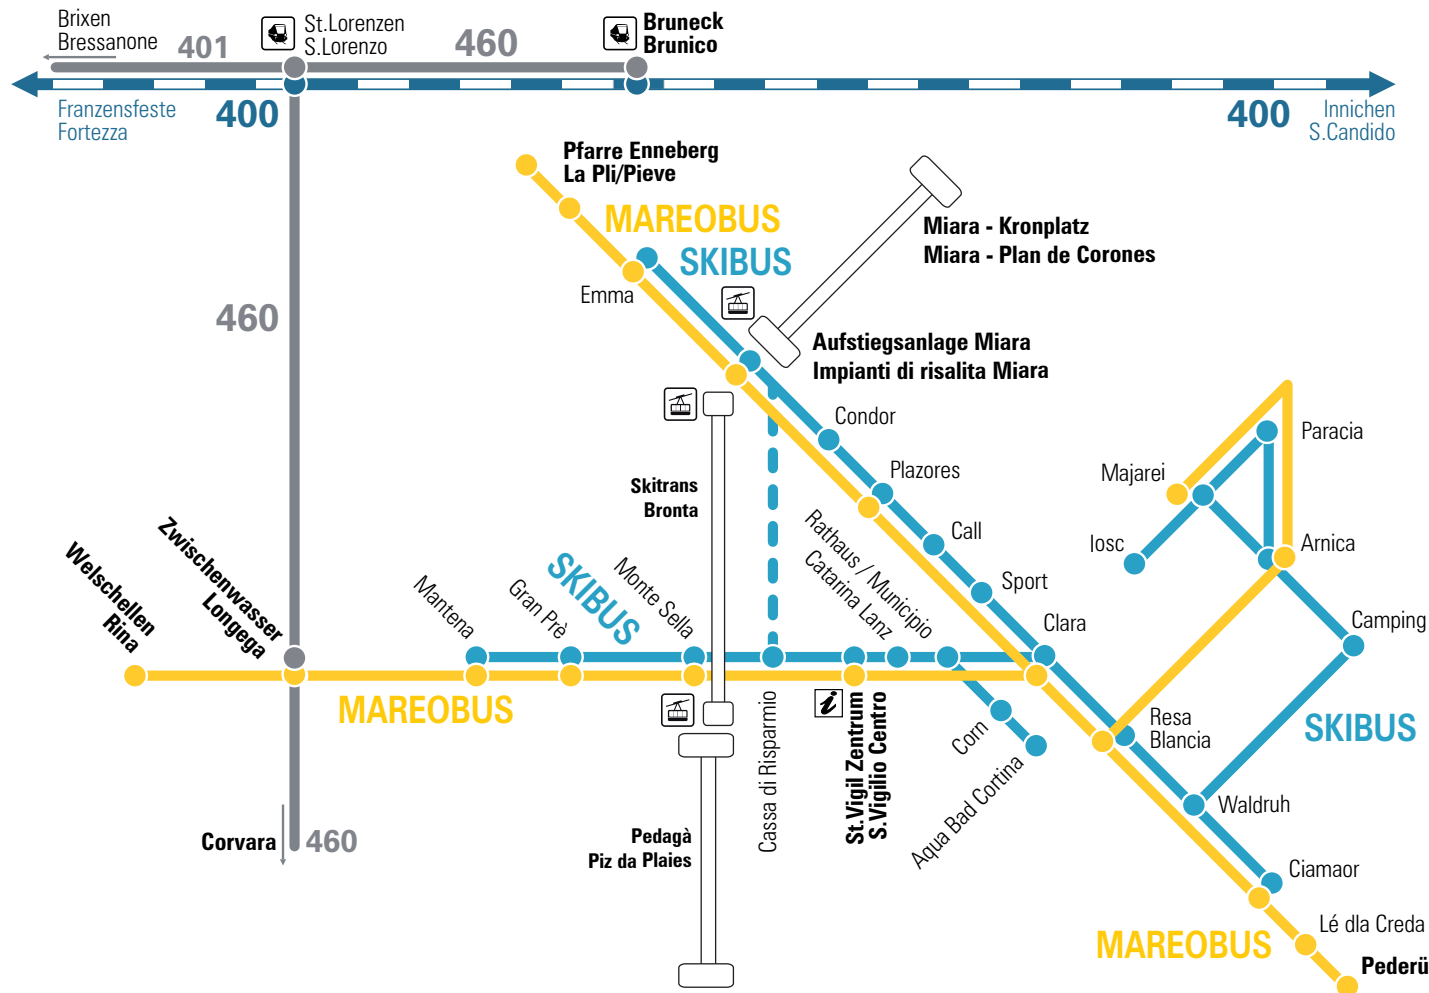 Brixen
Bressanone
401
St.Lorenzen
S.Lorenzo
460
Bruneck
Brunico
Franzensfeste
Fortezza
400
400
Innichen
S.Candido
Pfarre Enneberg
La Pli/Pieve
MAREOBUS
SKIBUS
Miara - Kronplatz
Miara - Plan de Corones
Emma
460
Aufstiegsanlage Miara
Impianti di risalita Miara
Condor
Paracia
Plazores
Majarei
Skitrans
Bronta
Rathaus / Municipio
Catarina Lanz
Call
Iosc
Arnica
Zwischenwasser
Longega
Welschellen
Rina
Mantena
Gran Prè
SKIBUS
Monte Sella
Sport
Clara
Camping
MAREOBUS
Cassa di Risparmio
i
St.Vigil Zentrum
S.Vigilio Centro
Corn
Aqua Bad Cortina
Resa
Blancia
SKIBUS
Waldruh
Corvara
460
Pedagà
Piz da Plaies
Ciamaor
Lé dla Creda
MAREOBUS
Pederü